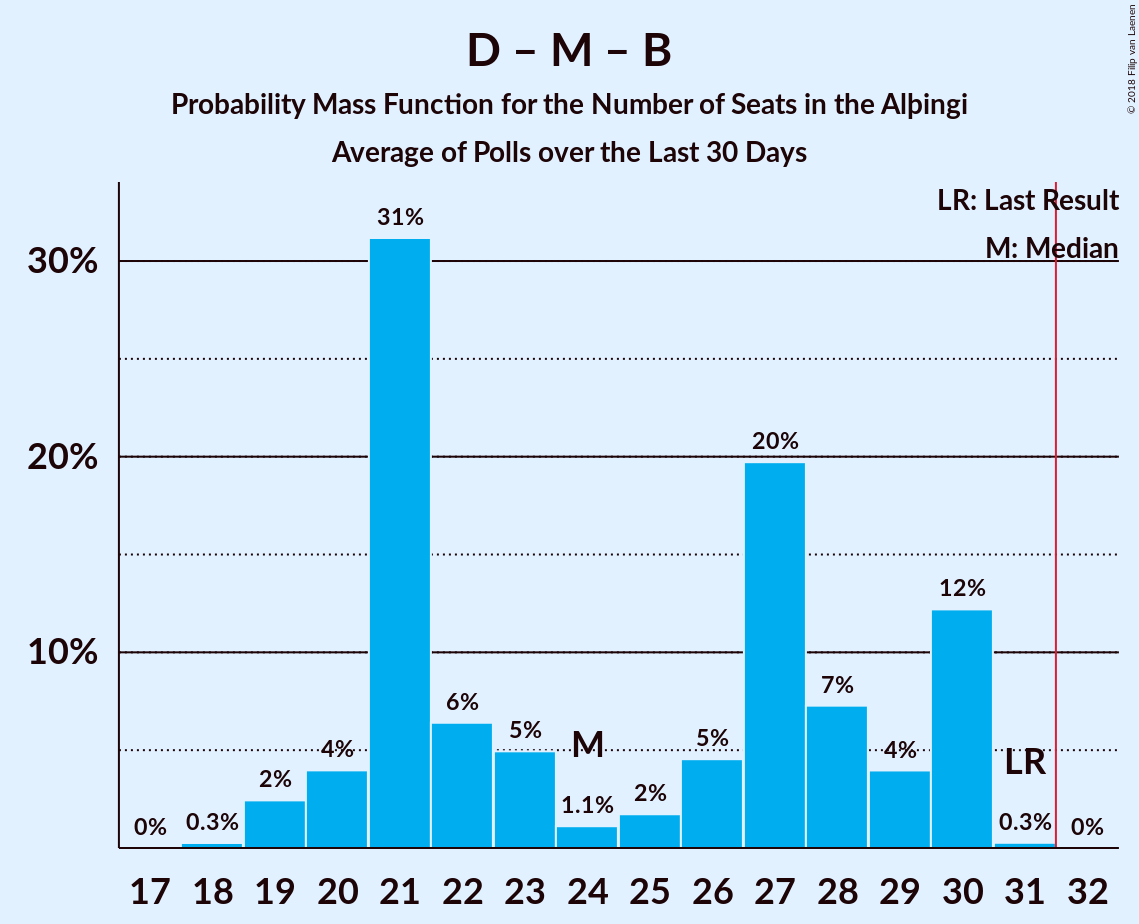 D – M – B
Probability Mass Function for the Number of Seats in the Alþingi
Average of Polls over the Last 30 Days
© 2018 Filip van Laenen
LR: Last Result
M: Median
30%
20%
10%
0%
0.3%
2%
4%
31%
6%
5%
M
1.1%
2%
5%
20%
7%
4%
12%
LR
0.3%
0%
17 18 19 20 21 22 23 24 25 26 27 28 29 30 31 32